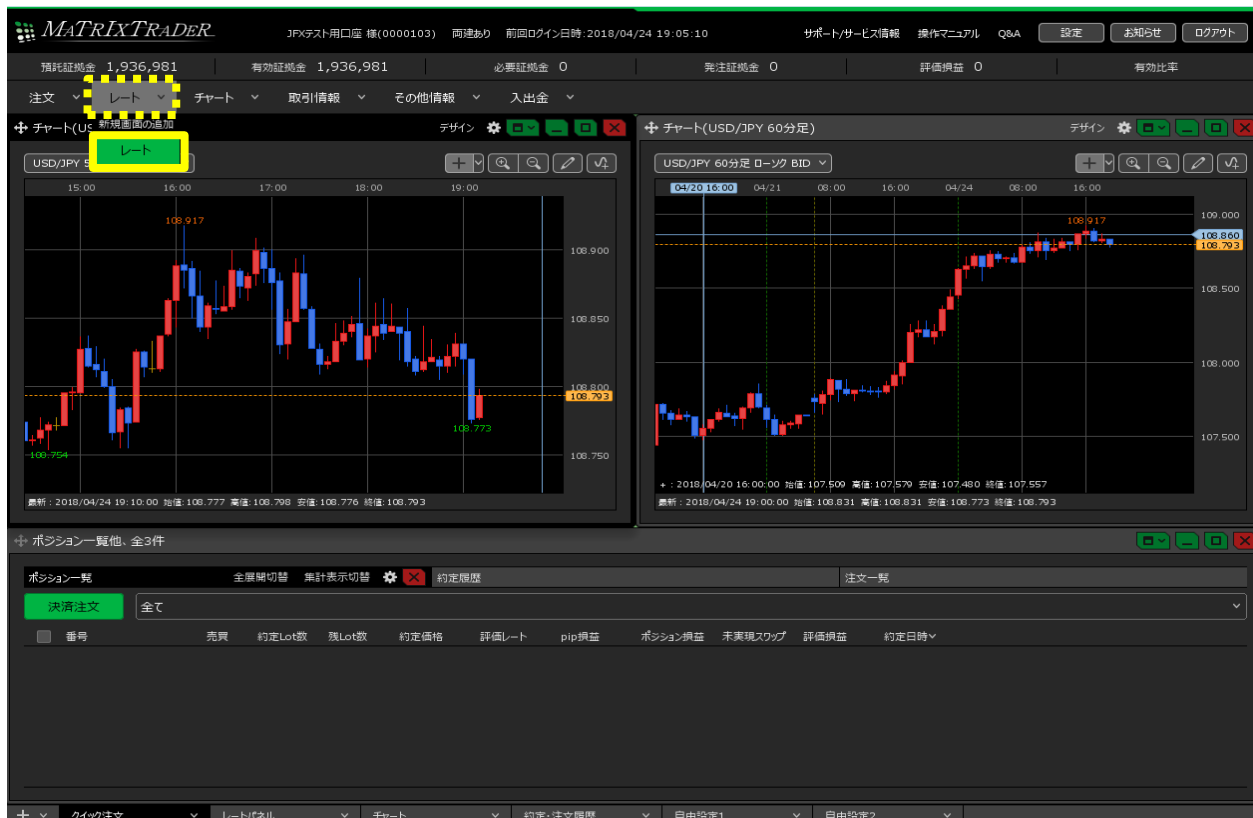 MATRIXTRADER JFXテスト用口座 様(0000103) 両建あり 前回ログイン日時:2018/04/24 19:05:10 サポート/サービス情報 操作マニュアル Q&A 設定 お知らせ ログアウト
預託証拠金 1,936,981 有効証拠金 1,936,981 必要証拠金 0 発注証拠金 0 評価損益 0 有効比率
注文 レート チャート 取引情報 その他情報 入出金
チャート(US 新規画面の追加 デザイン チャート(USD/JPY 60分足) デザイン
レート
USD/JPY 5 USD/JPY 60分足 ローソク BID
15:00 16:00 17:00 18:00 19:00 04/20 16:00 04/21 08:00 16:00 04/24 08:00 16:00
108.917 108.917 109.000
108.860
108.793
108.900
108.500
108.850
108.000
108.800
108.793
108.773
107.500
108.754 108.750
+ : 2018/04/20 16:00:00 始値:107.509 高値:107.579 安値:107.480 終値:107.557
最新 : 2018/04/24 19:10:00 始値:108.777 高値:108.798 安値:108.776 終値:108.793 最新 : 2018/04/24 19:00:00 始値:108.831 高値:108.831 安値:108.773 終値:108.793
ポジション一覧他、全3件
ポジション一覧 全展開切替 集計表示切替 約定履歴 注文一覧
決済注文 全て
番号 売買 約定Lot数 残Lot数 約定価格 評価レート pip損益 ポジション損益 未実現スワップ 評価損益 約定日時
クイック注文 レートパネル チャート 約定・注文履歴 自由設定1 自由設定2